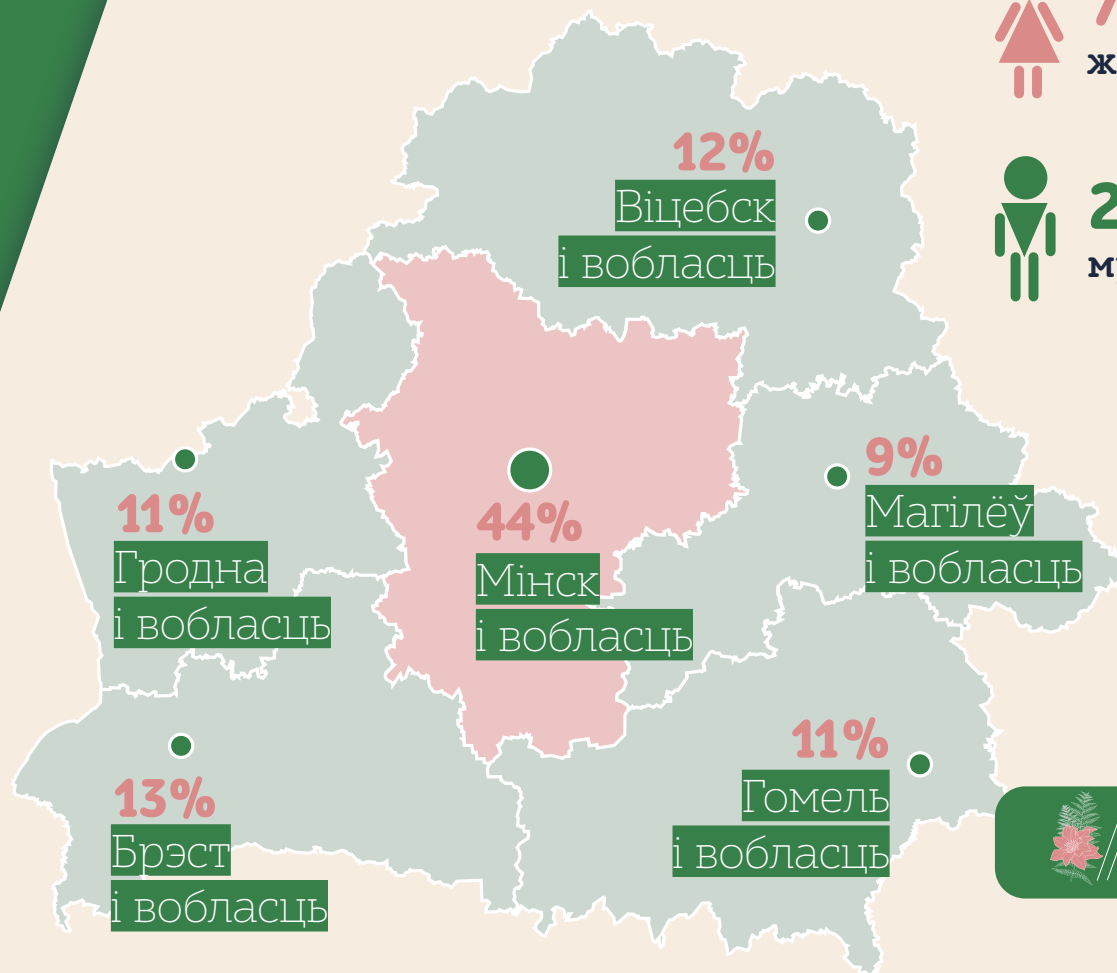 12%
Віцебск
і вобласць
9%
Магілёў
і вобласць
11%
Гродна
і вобласць
44%
Мінск
і вобласць
11%
Гомель
і вобласць
13%
Брэст
і вобласць